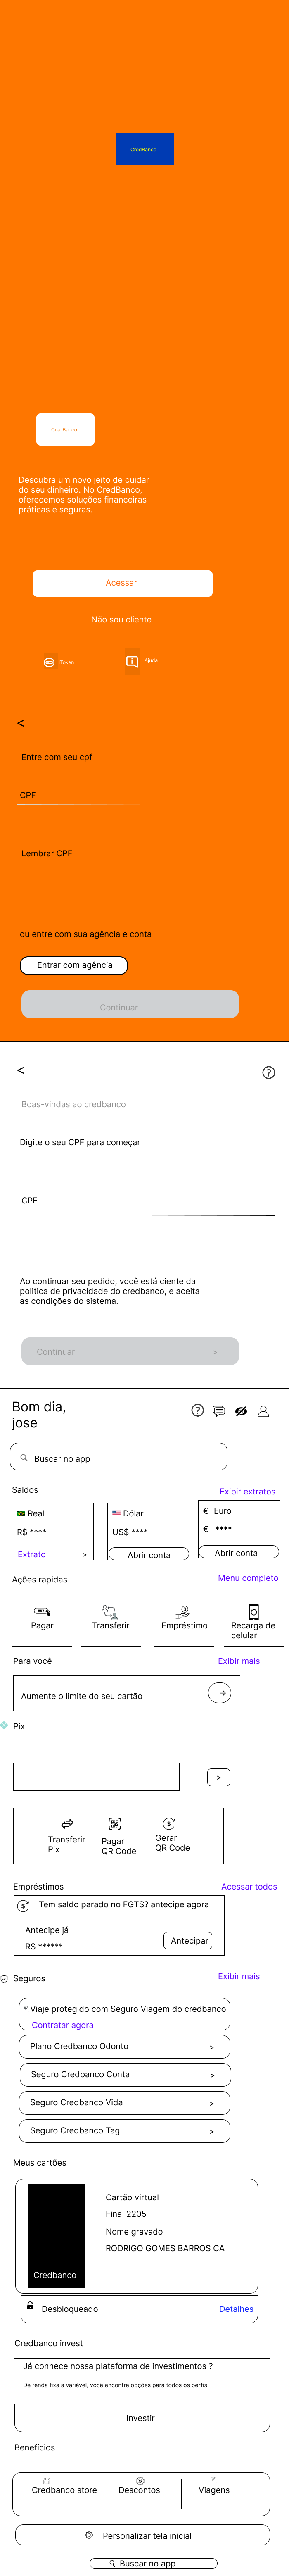 CredBanco
CredBanco
Descubra um novo jeito de cuidar
do seu dinheiro. No CredBanco,
oferecemos soluções financeiras
práticas e seguras.
Acessar
Não sou cliente
iToken
Ajuda
<
Entre com seu cpf
CPF
Lembrar CPF
ou entre com sua agência e conta
Entrar com agência
Continuar
<
?
Boas-vindas ao credbanco
Digite o seu CPF para começar
CPF
Ao continuar seu pedido, você está ciente da
politica de privacidade do credbanco, e aceita
as condições do sistema.
Continuar >
Bom dia,
jose
?
Buscar no app
Saldos
Exibir extratos
Real
R$ ****
Extrato >
Dólar
US$ ****
Abrir conta
€ Euro
€ ****
Abrir conta
Ações rapidas
Menu completo
Pagar
Transferir
Empréstimo
Recarga de
celular
Para você
Exibir mais
Aumente o limite do seu cartão
Pix
>
Transferir
Pix
Pagar
QR Code
Gerar
QR Code
Empréstimos
Acessar todos
Tem saldo parado no FGTS? antecipe agora
Antecipe já
R$ ******
Antecipar
Seguros
Exibir mais
Viaje protegido com Seguro Viagem do credbanco
Contratar agora
Plano Credbanco Odonto >
Seguro Credbanco Conta >
Seguro Credbanco Vida >
Seguro Credbanco Tag >
Meus cartões
Credbanco
Cartão virtual
Final 2205
Nome gravado
RODRIGO GOMES BARROS CA
Desbloqueado
Detalhes
Credbanco invest
Já conhece nossa plataforma de investimentos ?
De renda fixa a variável, você encontra opções para todos os perfis.
Investir
Benefícios
Credbanco store
Descontos
Viagens
Personalizar tela inicial
Buscar no app